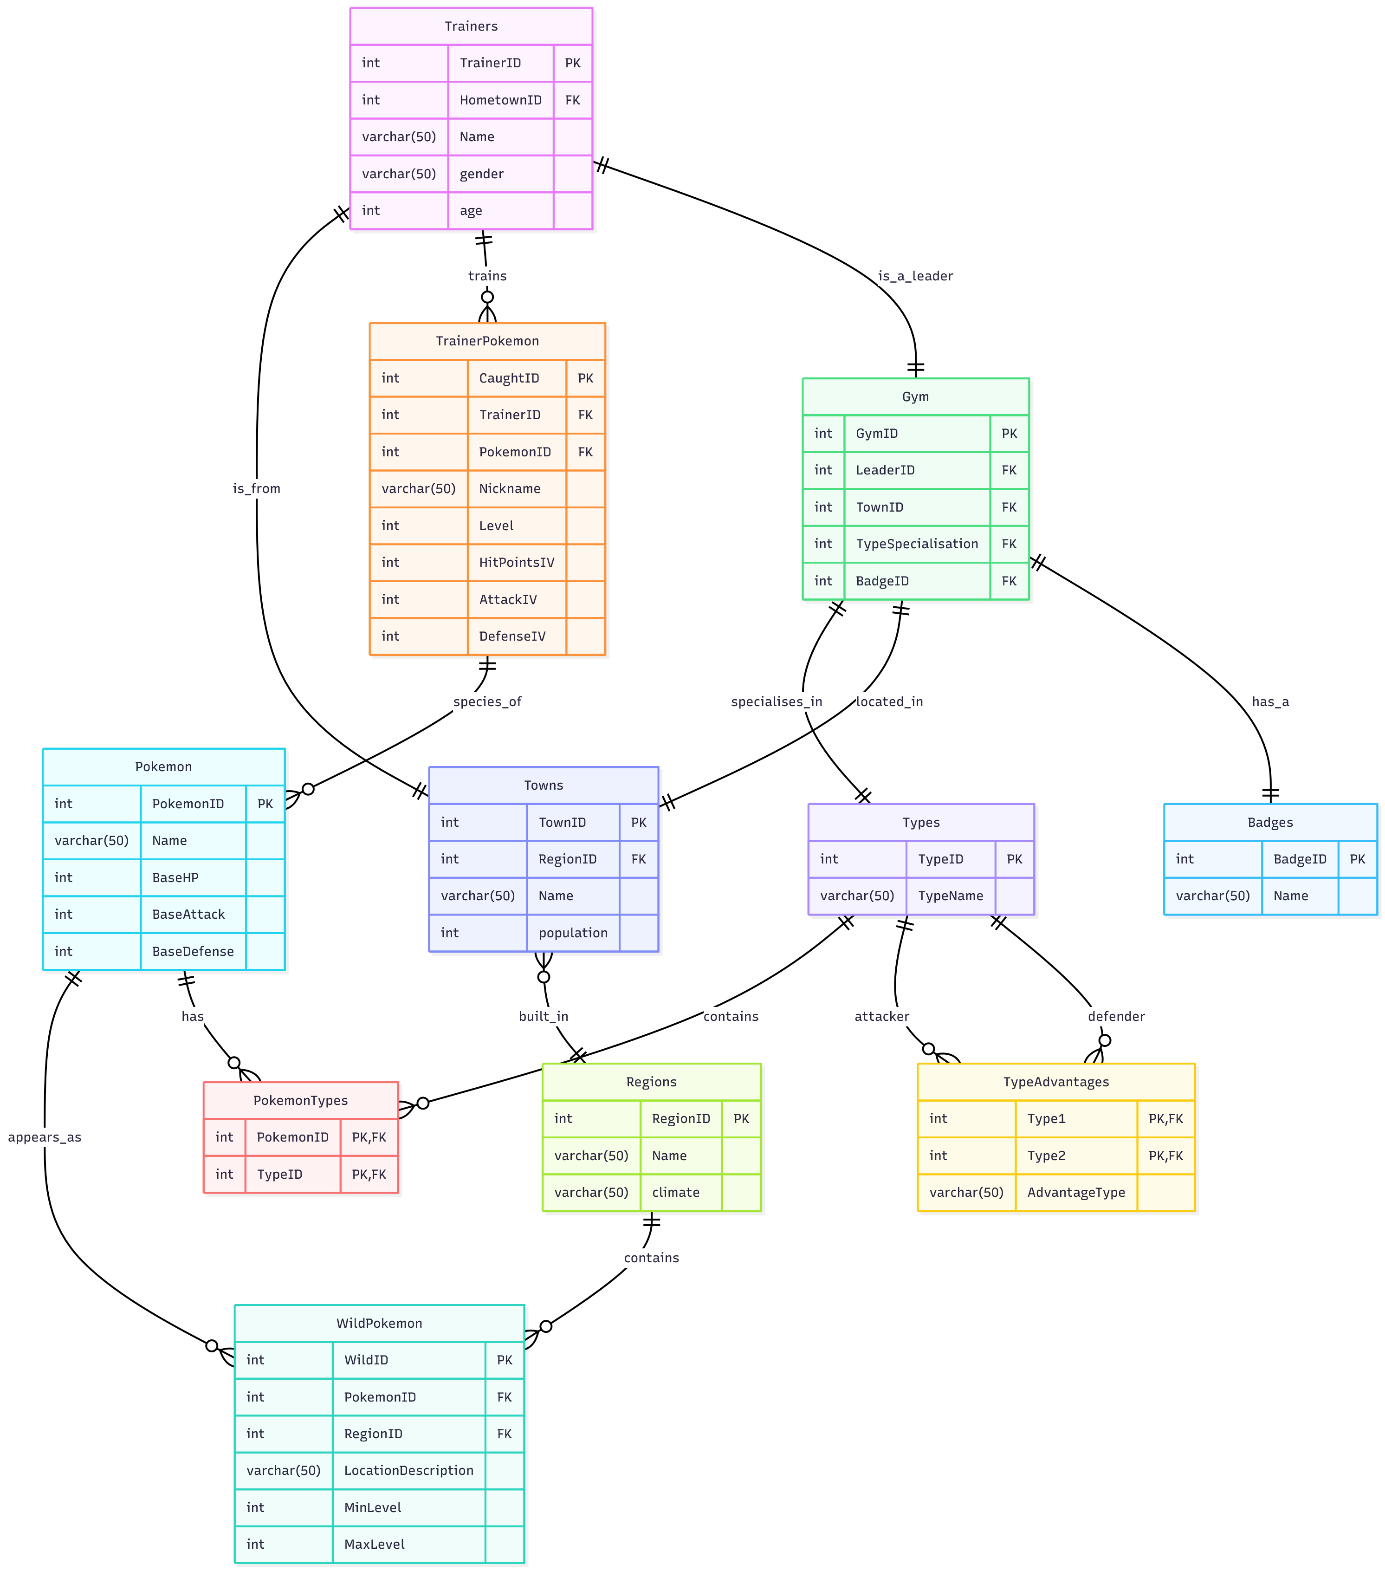 Trainers
int TrainerID PK
int HometownID FK
varchar(50) Name
varchar(50) gender
int age
is_a_leader
trains
TrainerPokemon
int CaughtID PK
int TrainerID FK
int PokemonID FK
varchar(50) Nickname
int Level
int HitPointsIV
int AttackIV
int DefenseIV
Gym
int GymID PK
int LeaderID FK
int TownID FK
int TypeSpecialisation FK
int BadgeID FK
is_from
species_of
specialises_in
located_in
has_a
Pokemon
int PokemonID PK
varchar(50) Name
int BaseHP
int BaseAttack
int BaseDefense
Towns
int TownID PK
int RegionID FK
varchar(50) Name
int population
Types
int TypeID PK
varchar(50) TypeName
Badges
int BadgeID PK
varchar(50) Name
has
built_in
contains
attacker
defender
PokemonTypes
int PokemonID PK,FK
int TypeID PK,FK
Regions
int RegionID PK
varchar(50) Name
varchar(50) climate
TypeAdvantages
int Type1 PK,FK
int Type2 PK,FK
varchar(50) AdvantageType
appears_as
contains
WildPokemon
int WildID PK
int PokemonID FK
int RegionID FK
varchar(50) LocationDescription
int MinLevel
int MaxLevel